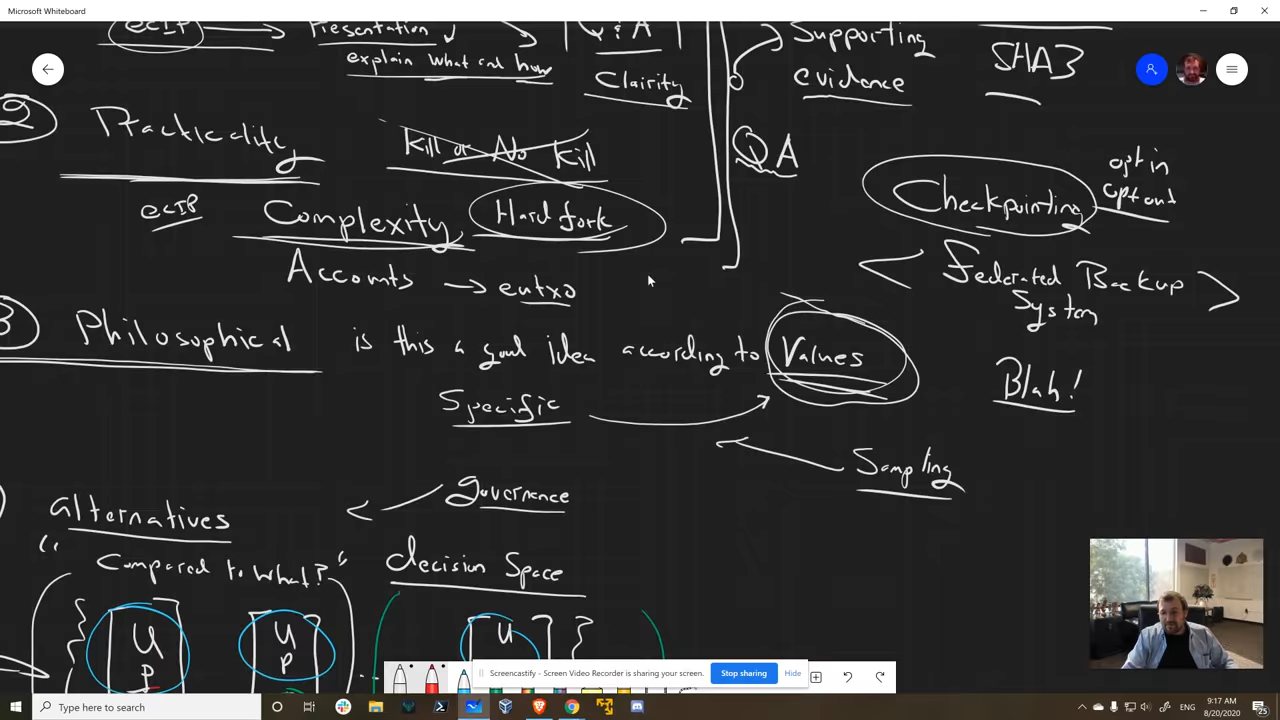 Microsoft Whiteboard
ecip
Presentation
explain what and how
Q & A
Clairity
Supporting
evidence
SHA3
2 Practicality
Kill or No Kill
QA
Checkpointing
opt in
opt out
ecip
Complexity
Hard fork
Accounts → eutxo
Federated Backup
System
3 Philosophical
is this a good idea according to Values
Blah!
Specific
Sampling
governance
alternatives
"Compared to what?"
decision Space
U
P
U
P
U
Screencastify - Screen Video Recorder is sharing your screen.
Stop sharing
Hide
Type here to search
ENG
9:17 AM
8/20/2020
25